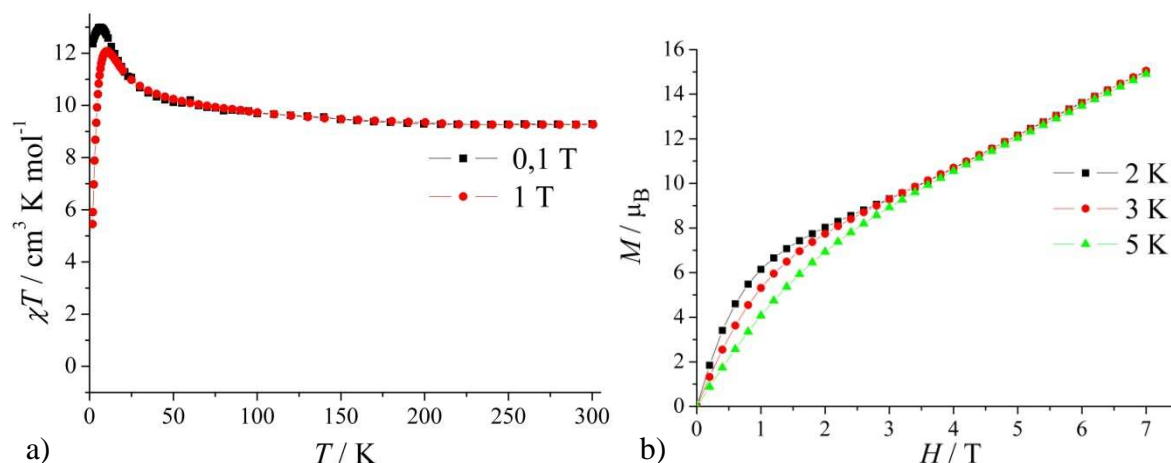 χT / cm³ K mol⁻¹
12
10
8
6
4
2
0
0,1 T
1 T
0 50 100 150 200 250 300
T / K
a)
M / μB
16
14
12
10
8
6
4
2
0
2 K
3 K
5 K
0 1 2 3 4 5 6 7
H / T
b)